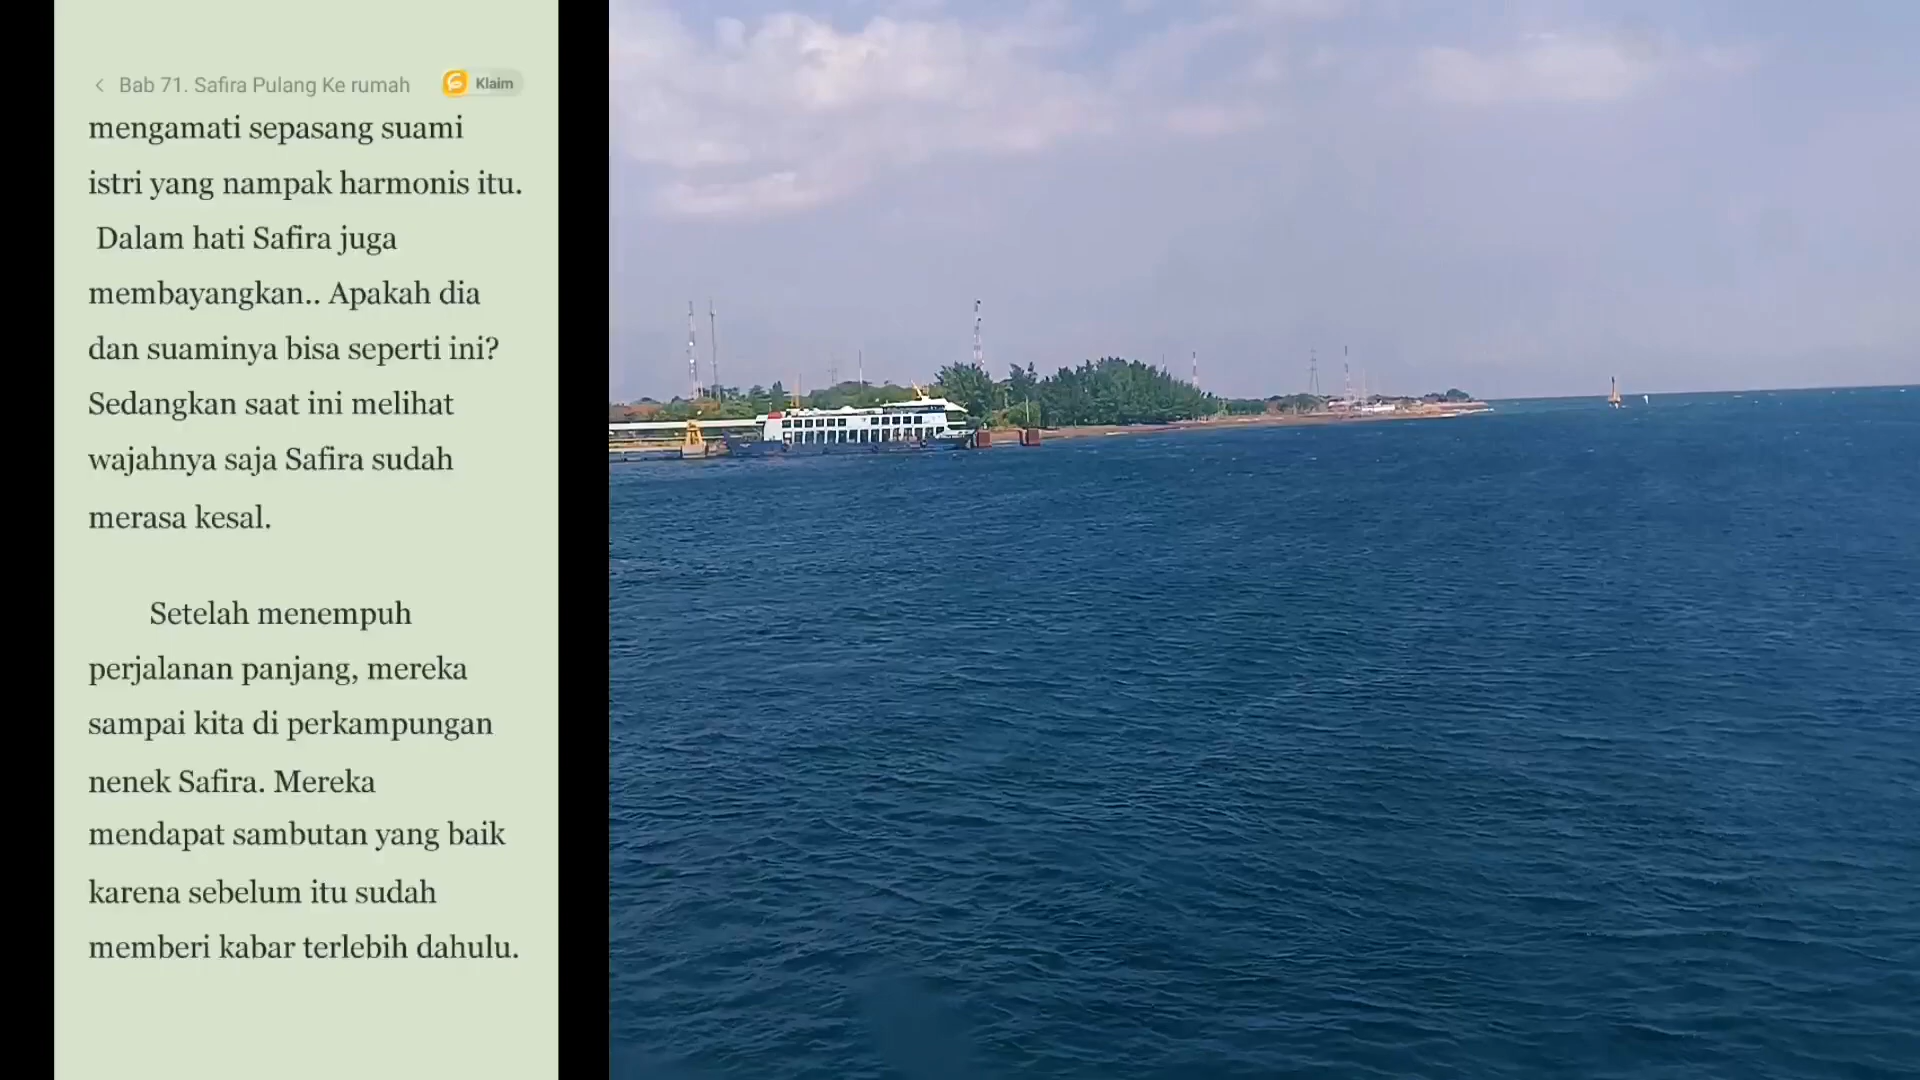 Bab 71. Safira Pulang Ke rumah
Klaim
mengamati sepasang suami
istri yang nampak harmonis itu.
Dalam hati Safira juga
membayangkan.. Apakah dia
dan suaminya bisa seperti ini?
Sedangkan saat ini melihat
wajahnya saja Safira sudah
merasa kesal.
Setelah menempuh
perjalanan panjang, mereka
sampai kita di perkampungan
nenek Safira. Mereka
mendapat sambutan yang baik
karena sebelum itu sudah
memberi kabar terlebih dahulu.